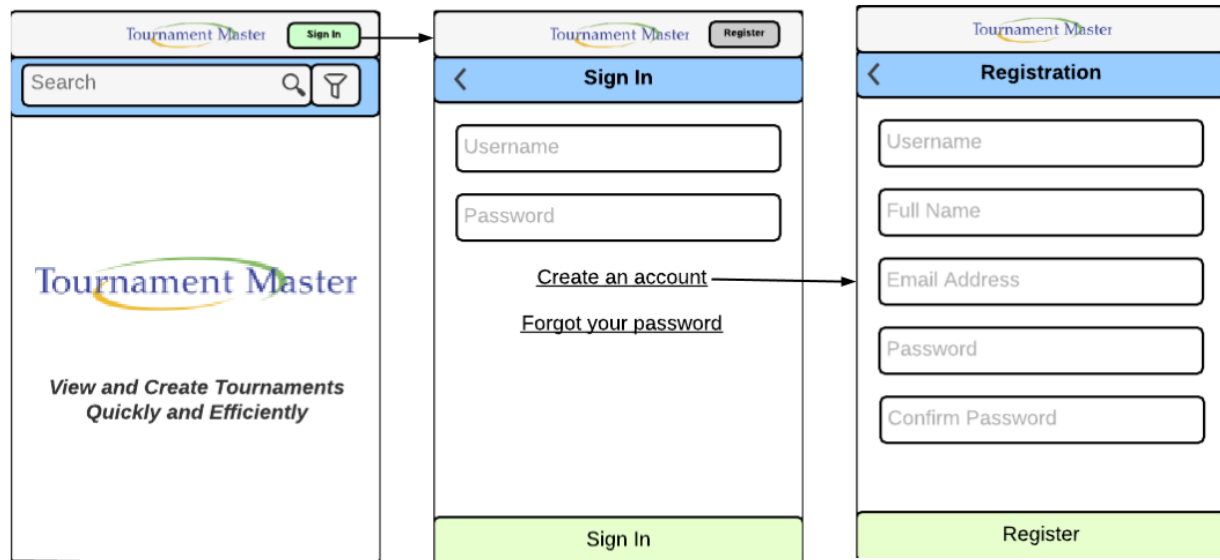 Tournament Master
Sign In
Search
Tournament Master
View and Create Tournaments
Quickly and Efficiently
Tournament Master
Register
Sign In
Username
Password
Create an account
Forgot your password
Sign In
Tournament Master
Registration
Username
Full Name
Email Address
Password
Confirm Password
Register